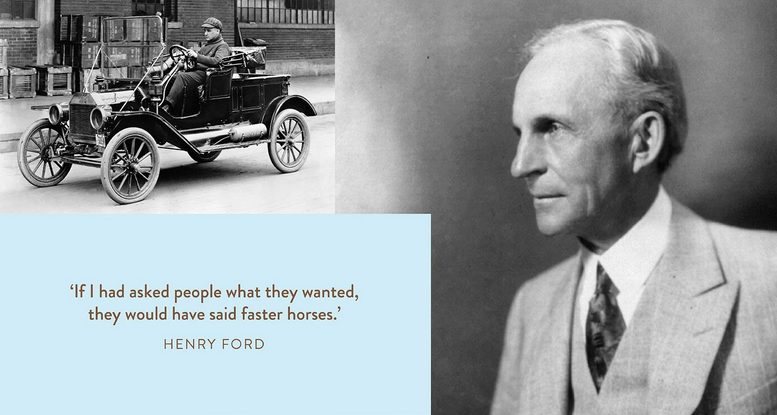 ‘If I had asked people what they wanted,
they would have said faster horses.’
HENRY FORD